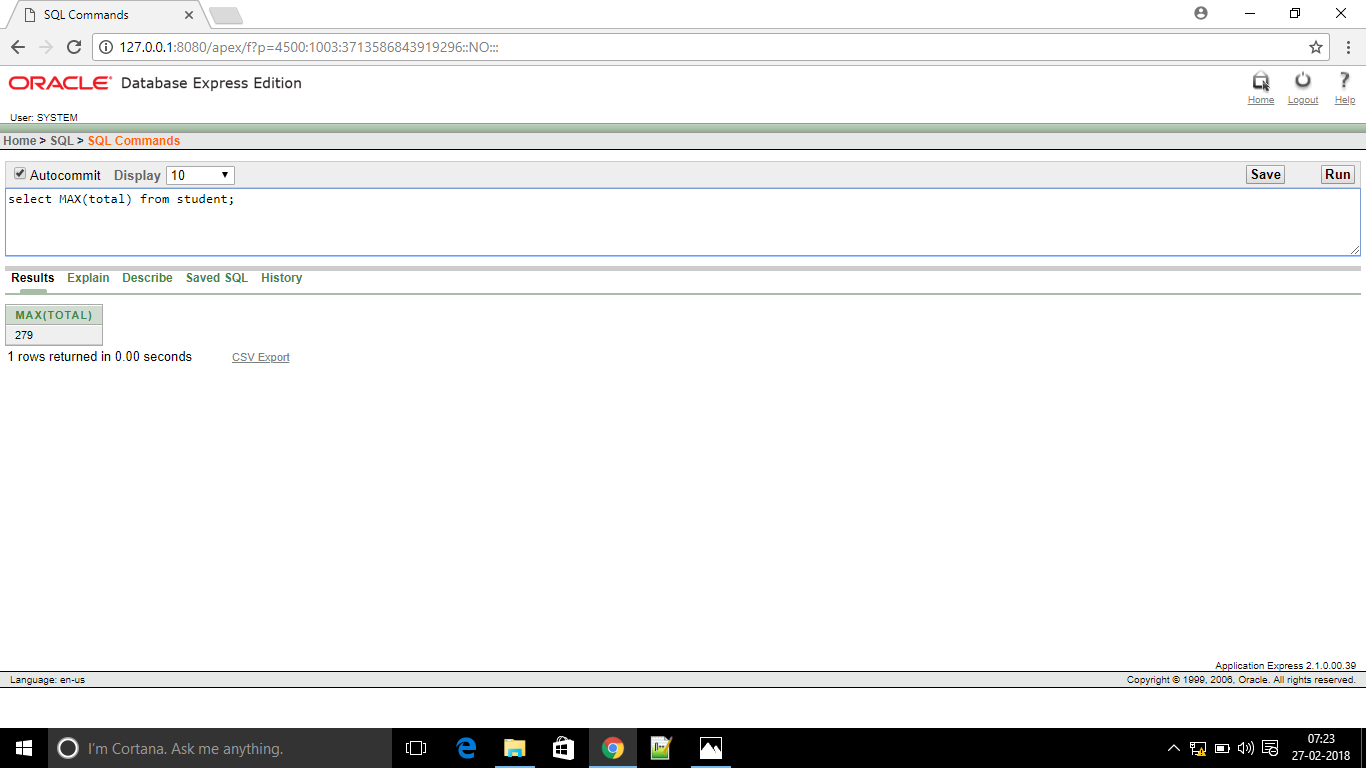 SQL Commands
127.0.0.1:8080/apex/f?p=4500:1003:3713586843919296::NO:::
ORACLE Database Express Edition
Home Logout Help
User: SYSTEM
Home > SQL > SQL Commands
Autocommit Display 10 Save Run
select MAX(total) from student;
Results Explain Describe Saved SQL History
MAX(TOTAL)
279
1 rows returned in 0.00 seconds CSV Export
Application Express 2.1.0.00.39
Language: en-us Copyright © 1999, 2006, Oracle. All rights reserved.
I'm Cortana. Ask me anything.
07:23
27-02-2018